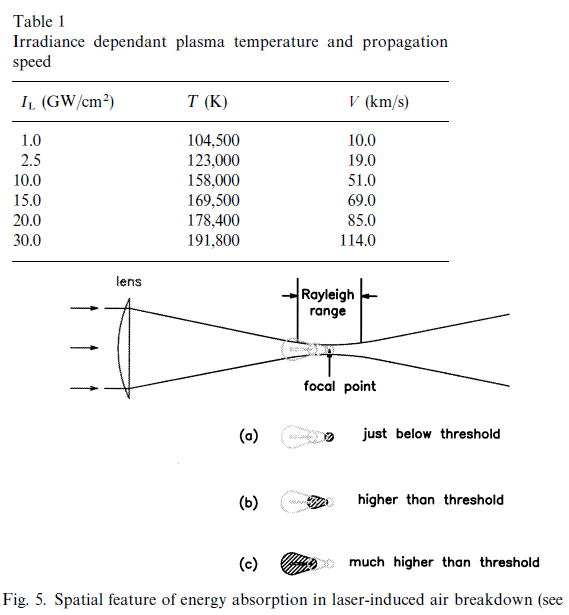 Table 1
Irradiance dependant plasma temperature and propagation
speed
I_L (GW/cm²) T (K) V (km/s)
1.0 104,500 10.0
2.5 123,000 19.0
10.0 158,000 51.0
15.0 169,500 69.0
20.0 178,400 85.0
30.0 191,800 114.0
lens
Rayleigh
range
focal point
(a) just below threshold
(b) higher than threshold
(c) much higher than threshold
Fig. 5. Spatial feature of energy absorption in laser-induced air breakdown (see